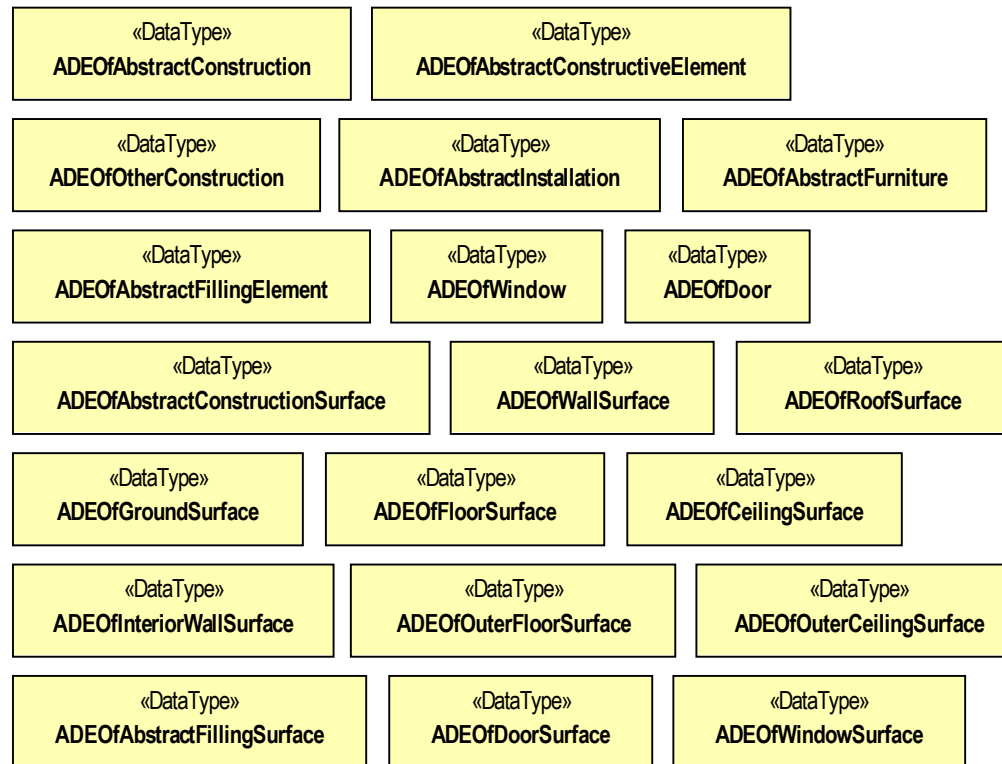 «DataType» «DataType»
ADEOfAbstractConstruction ADEOfAbstractConstructiveElement
«DataType» «DataType» «DataType»
ADEOfOtherConstruction ADEOfAbstractInstallation ADEOfAbstractFurniture
«DataType» «DataType» «DataType»
ADEOfAbstractFillingElement ADEOfWindow ADEOfDoor
«DataType» «DataType» «DataType»
ADEOfAbstractConstructionSurface ADEOfWallSurface ADEOfRoofSurface
«DataType» «DataType» «DataType»
ADEOfGroundSurface ADEOfFloorSurface ADEOfCeilingSurface
«DataType» «DataType» «DataType»
ADEOfInteriorWallSurface ADEOfOuterFloorSurface ADEOfOuterCeilingSurface
«DataType» «DataType» «DataType»
ADEOfAbstractFillingSurface ADEOfDoorSurface ADEOfWindowSurface